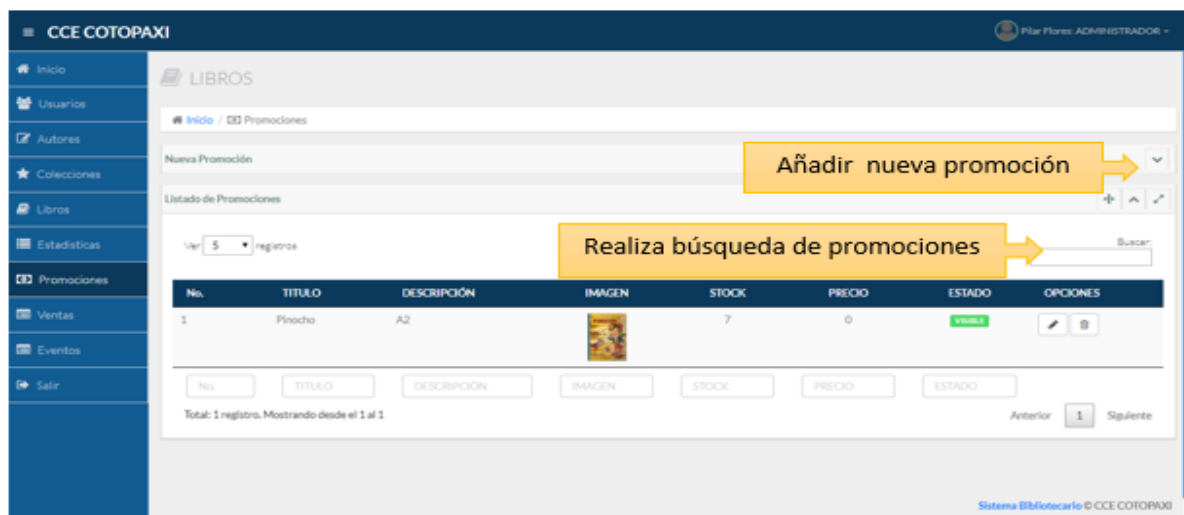 CCE COTOPAXI
Pilar Flores: ADMINISTRADOR
Inicio
Usuarios
Autores
Colecciones
Libros
Estadísticas
Promociones
Ventas
Eventos
Salir
LIBROS
Inicio / Promociones
Nueva Promoción
Añadir nueva promoción
Listado de Promociones
Ver 5 registros
Realiza búsqueda de promociones
Buscar:
No. TITULO DESCRIPCIÓN IMAGEN STOCK PRECIO ESTADO OPCIONES
1 Pinocho A2 7 0 VISIBLE
No. TITULO DESCRIPCIÓN IMAGEN STOCK PRECIO ESTADO
Total: 1 registro. Mostrando desde el 1 al 1
Anterior 1 Siguiente
Sistema Bibliotecario © CCE COTOPAXI